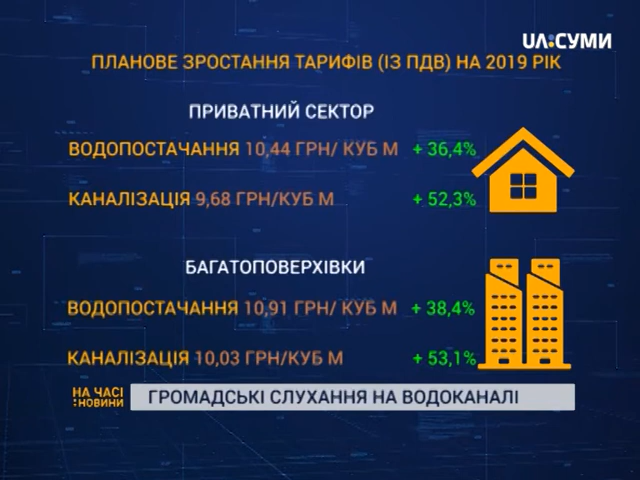 UA:СУМИ
ПЛАНОВЕ ЗРОСТАННЯ ТАРИФІВ (ІЗ ПДВ) НА 2019 РІК
ПРИВАТНИЙ СЕКТОР
ВОДОПОСТАЧАННЯ 10,44 ГРН/ КУБ М + 36,4%
КАНАЛІЗАЦІЯ 9,68 ГРН/КУБ М + 52,3%
БАГАТОПОВЕРХІВКИ
ВОДОПОСТАЧАННЯ 10,91 ГРН/ КУБ М + 38,4%
КАНАЛІЗАЦІЯ 10,03 ГРН/КУБ М + 53,1%
НА ЧАСІ
:НОВИНИ
ГРОМАДСЬКІ СЛУХАННЯ НА ВОДОКАНАЛІ